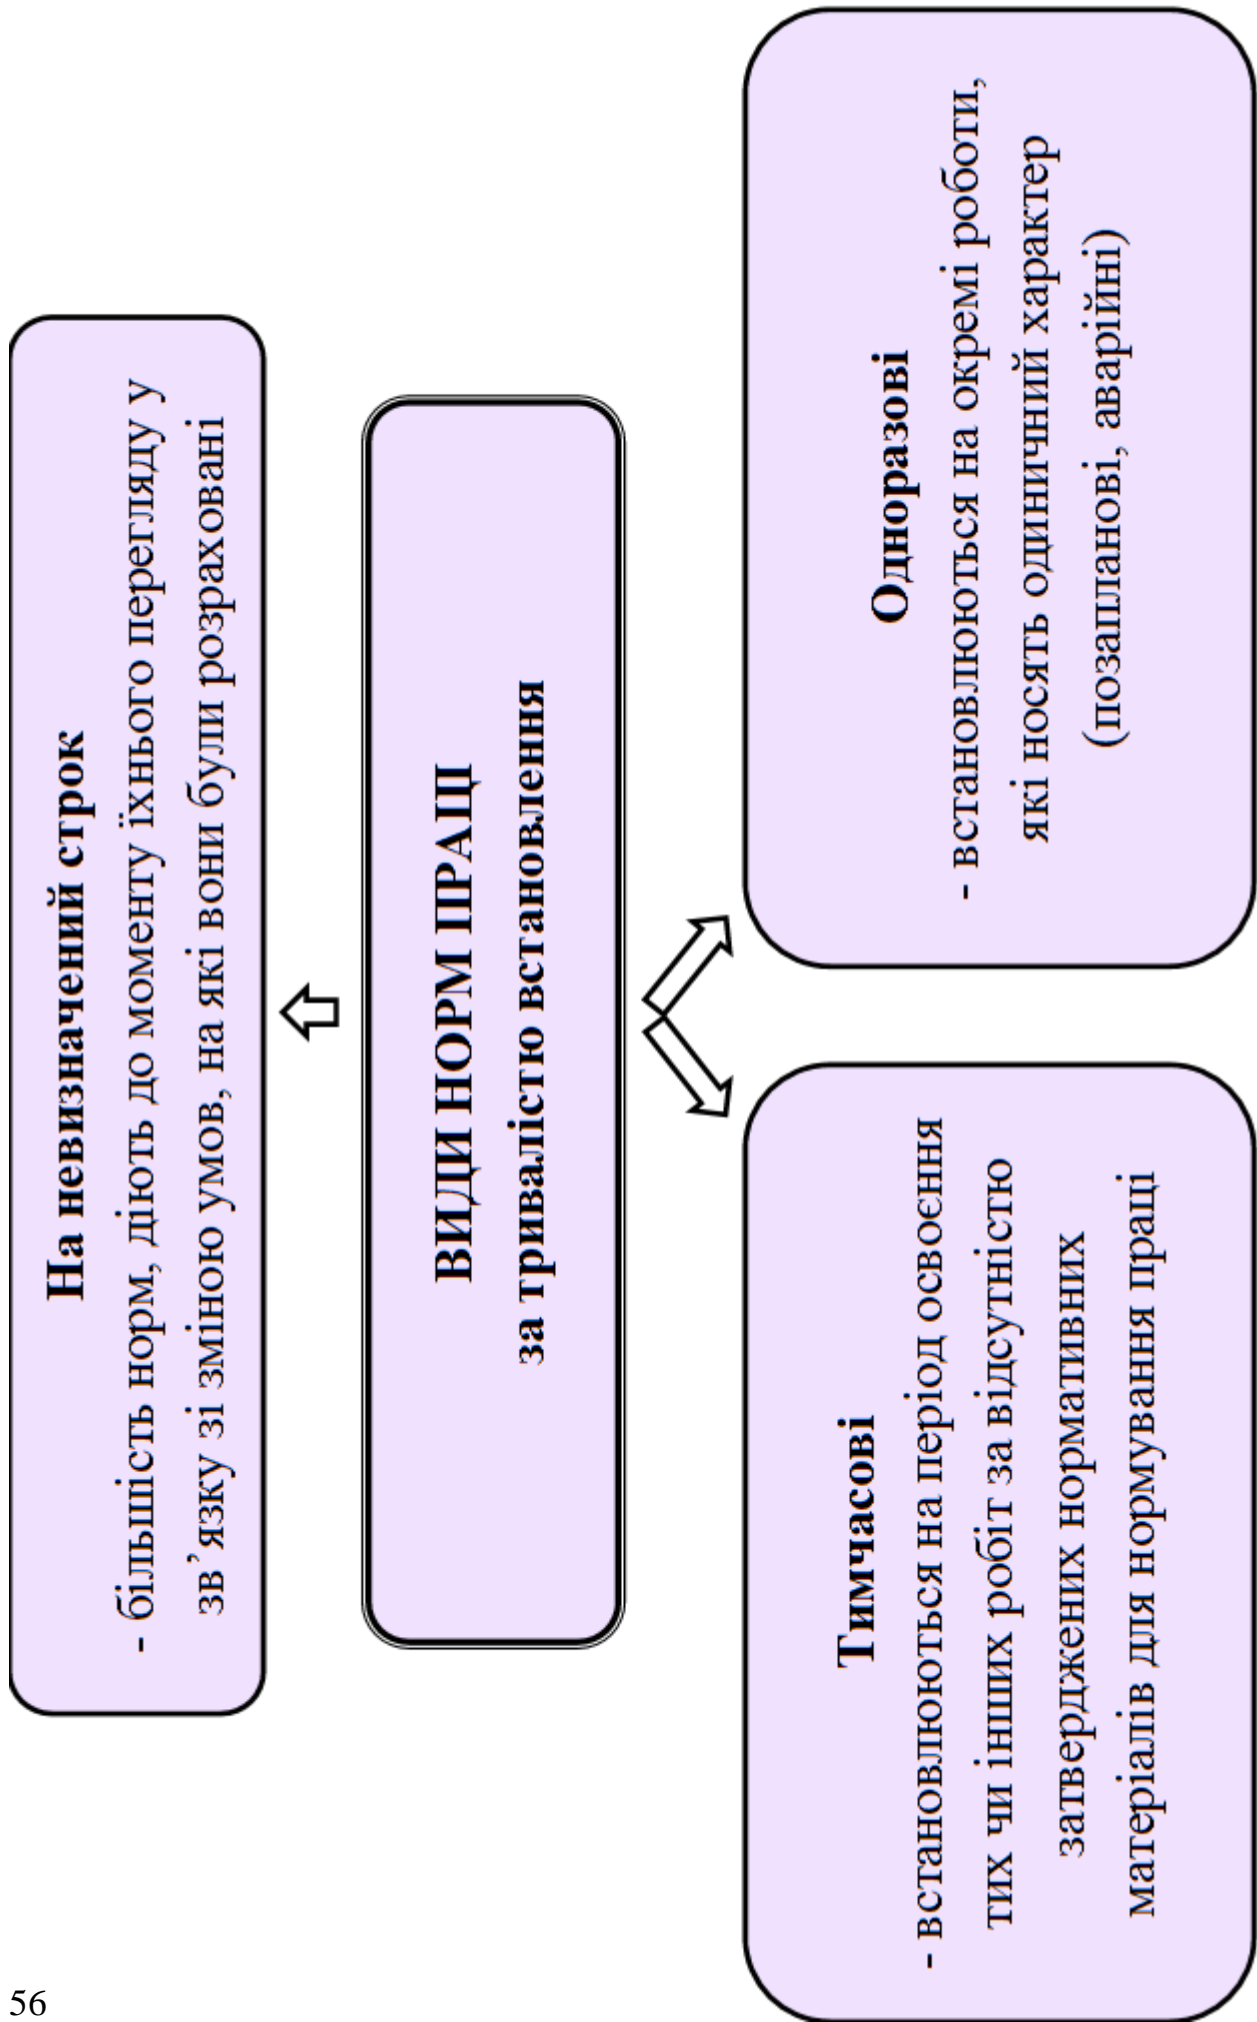 На невизначений строк
- більшість норм, діють до моменту їхнього перегляду у
зв’язку зі зміною умов, на які вони були розраховані
ВИДИ НОРМ ПРАЦІ
за тривалістю встановлення
Тимчасові
- встановлюються на період освоєння
тих чи інших робіт за відсутністю
затверджених нормативних
матеріалів для нормування праці
Одноразові
- встановлюються на окремі роботи,
які носять одиничний характер
(позапланові, аварійні)
56